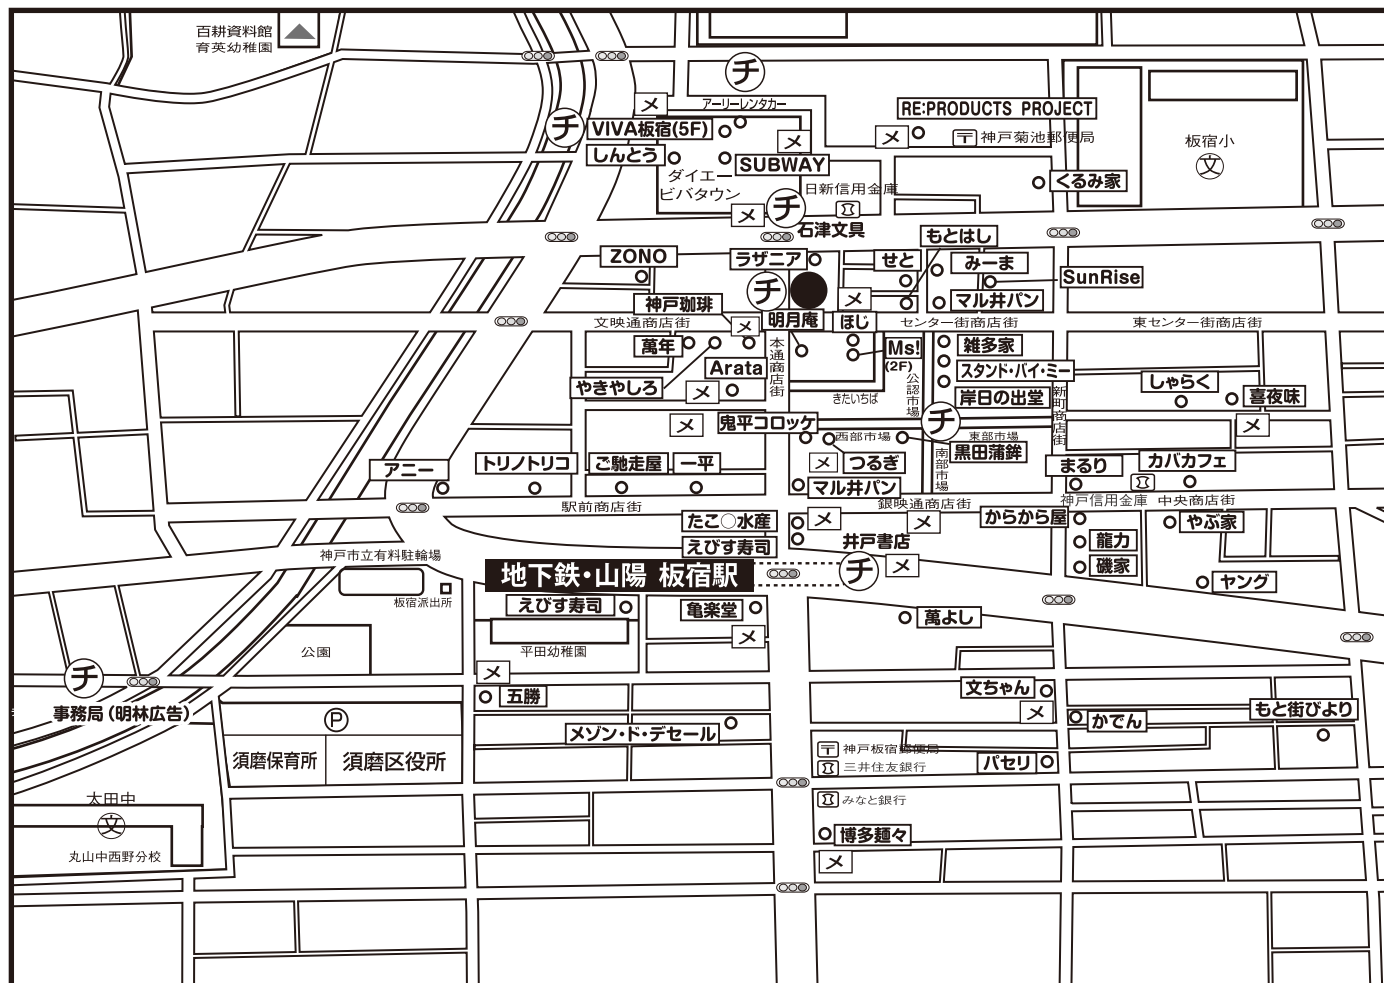 百耕資料館
育英幼稚園
チ
メ
アーリーレンタカー
RE:PRODUCTS PROJECT
チ
VIVA板宿(5F)
メ
メ
〒
神戸菊池郵便局
板宿小
文
しんとう
SUBWAY
ダイエー
ビバタウン
日新信用金庫
くるみ家
メ
チ
石津文具
もとはし
ZONO
ラザニア
せと
みーま
SunRise
チ
メ
マル井パン
神戸珈琲
明月庵
ほじ
文映通商店街
メ
センター街商店街
東センター街商店街
萬年
本通商店街
Ms!
(2F)
雑多家
Arata
スタンド・バイ・ミー
やきやしろ
メ
公認市場
しゃらく
喜夜味
きたいちば
岸日の出堂
新町商店街
メ
鬼平コロッケ
チ
メ
西部市場
東部市場
黒田蒲鉾
アニー
トリノトリコ
ご馳走屋
一平
メ
つるぎ
南部市場
まるり
カバカフェ
マル井パン
駅前商店街
銀映通商店街
神戸信用金庫
中央商店街
たこ○水産
メ
メ
からから屋
やぶ家
えびす寿司
井戸書店
龍力
神戸市立有料駐輪場
地下鉄・山陽 板宿駅
チ
メ
磯家
ヤング
板宿派出所
えびす寿司
亀楽堂
萬よし
メ
公園
平田幼稚園
メ
チ
五勝
文ちゃん
事務局(明林広告)
P
メ
かでん
もと街びより
メゾン・ド・デセール
〒
神戸板宿郵便局
須磨保育所
須磨区役所
三井住友銀行
パセリ
太田中
みなと銀行
文
博多麺々
丸山中西野分校
メ